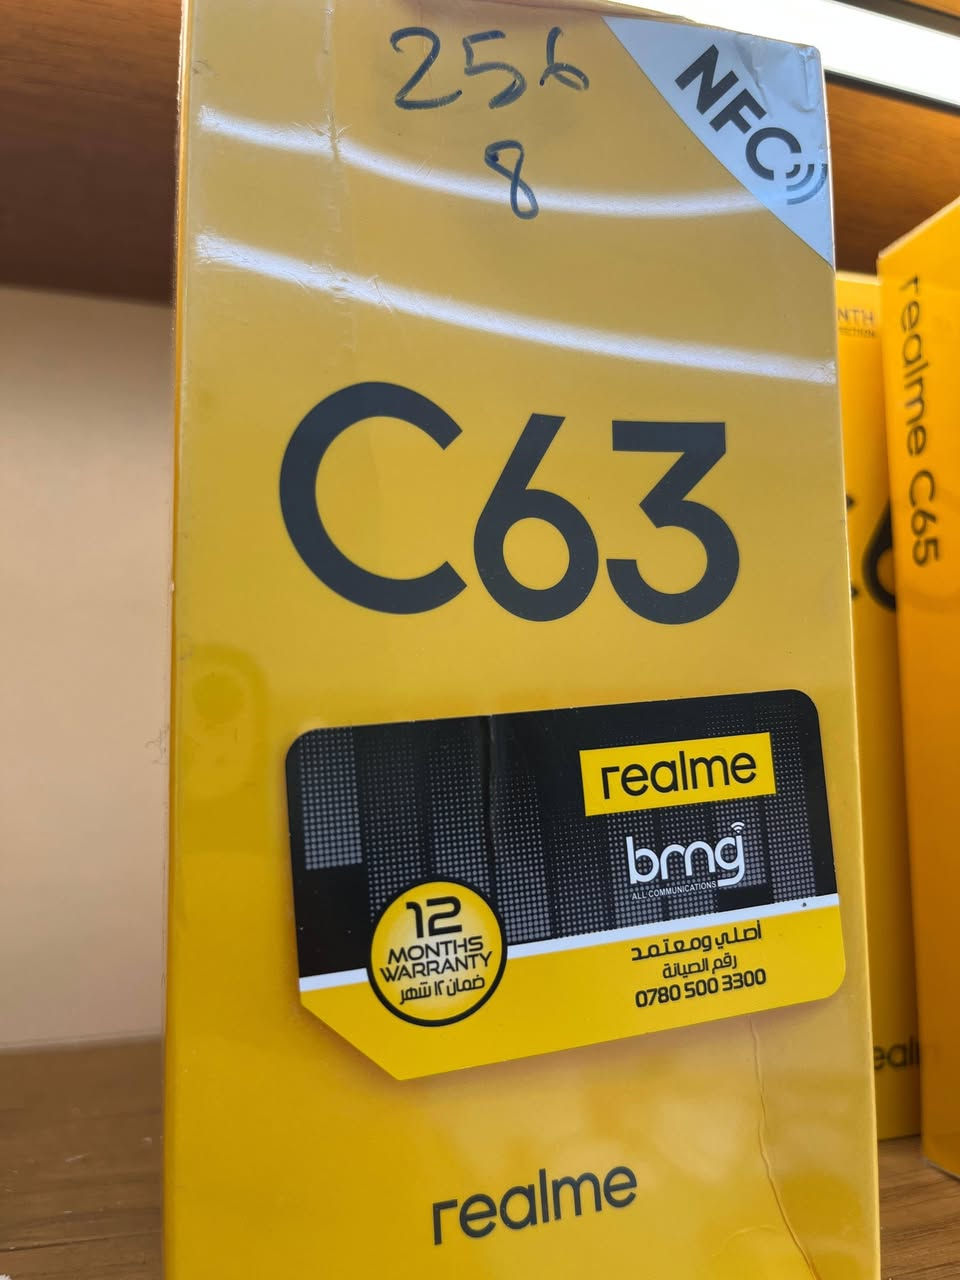 256
8
NFC
C63
realme
brng
ALL COMMUNICATIONS
12
MONTHS
WARRANTY
ضمان ١٢ شهر
أصلي ومعتمد
رقم الصيانة
0780 500 3300
realme
realme C65